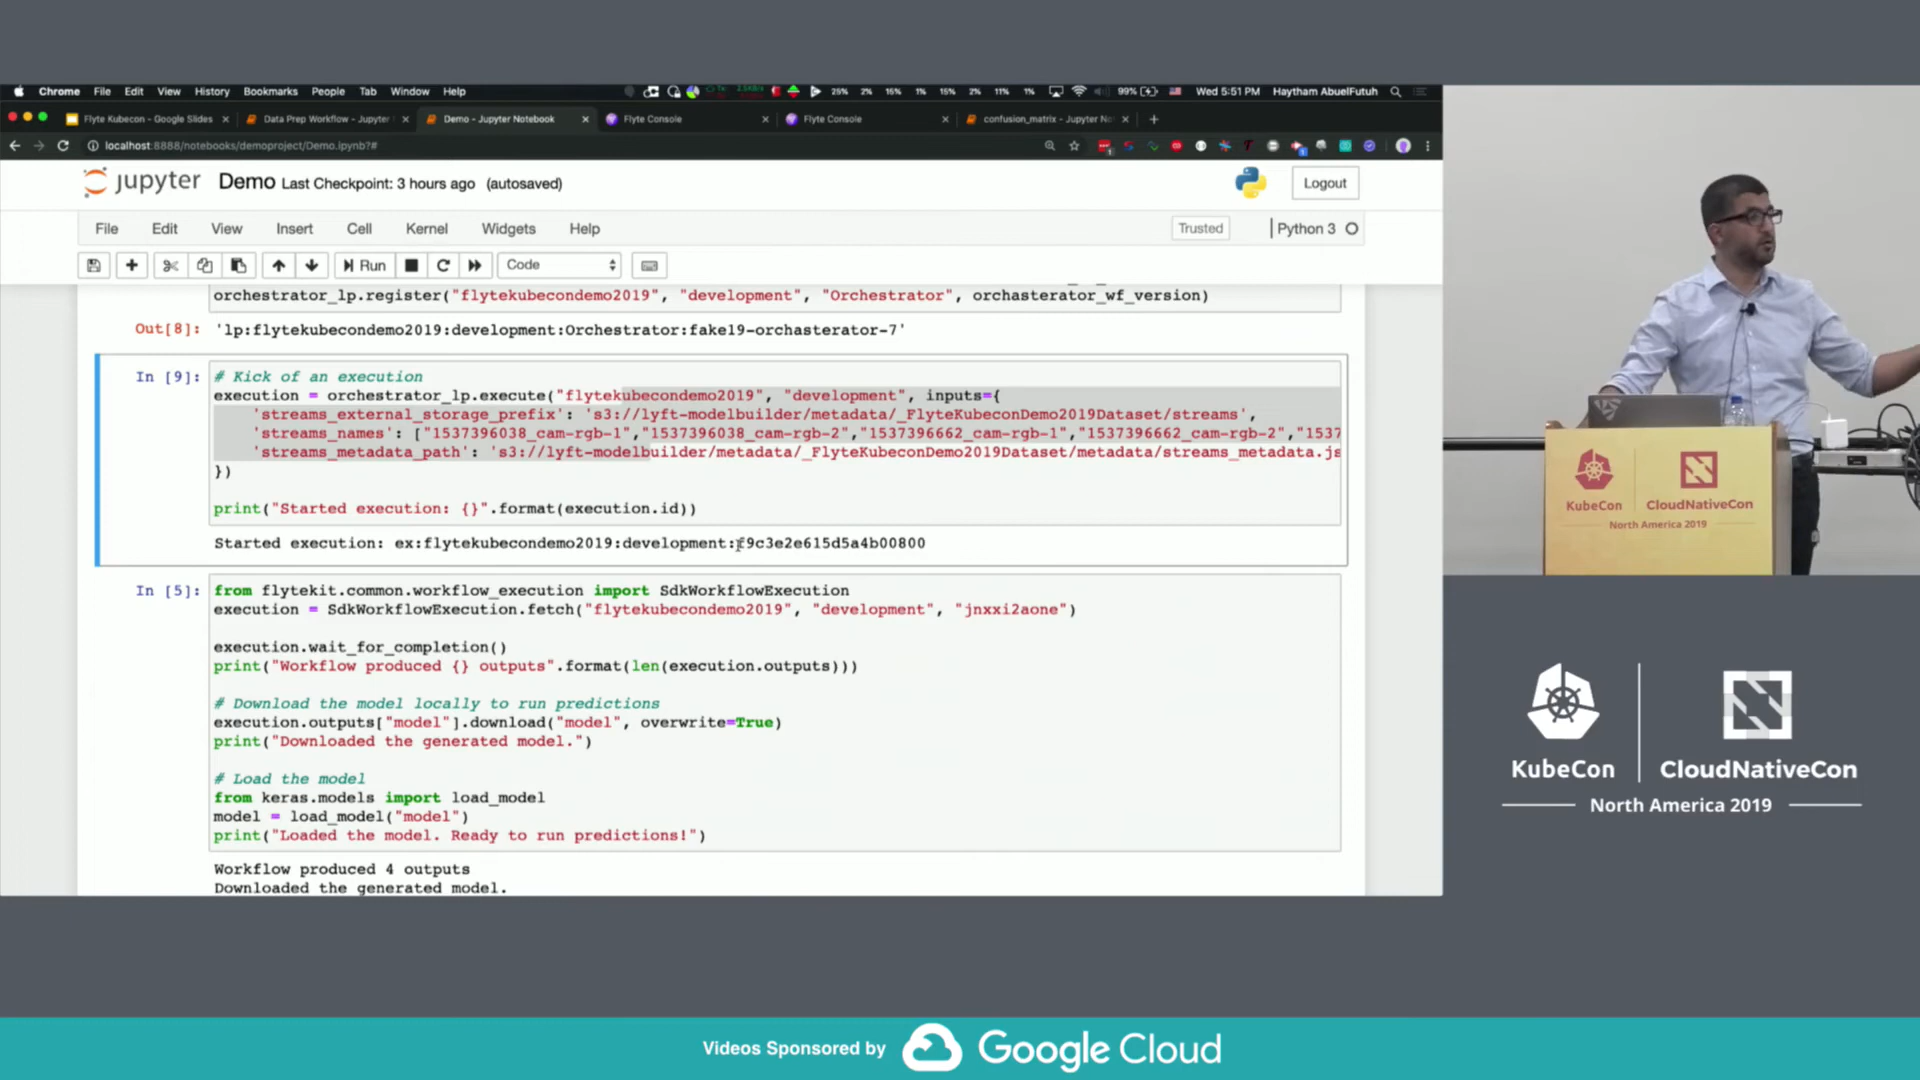 Chrome File Edit View History Bookmarks People Tab Window Help 25% 2% 15% 1% 15% 2% 11% 1% 99% Wed 5:51 PM Haytham AbuelFutuh
Flyte Kubecon - Google Slides Data Prep Workflow - Jupyter Demo - Jupyter Notebook Flyte Console Flyte Console confusion_matrix - Jupyter No
localhost:8888/notebooks/demoproject/Demo.ipynb?#
jupyter Demo Last Checkpoint: 3 hours ago (autosaved) Logout
File Edit View Insert Cell Kernel Widgets Help Trusted Python 3
Run Code
orchestrator_lp.register("flytekubecondemo2019", "development", "Orchestrator", orchasterator_wf_version)
Out[8]: 'lp:flytekubecondemo2019:development:Orchestrator:fake19-orchasterator-7'
In [9]: # Kick of an execution
execution = orchestrator_lp.execute("flytekubecondemo2019", "development", inputs={
'streams_external_storage_prefix': 's3://lyft-modelbuilder/metadata/_FlyteKubeconDemo2019Dataset/streams',
'streams_names': ["1537396038_cam-rgb-1","1537396038_cam-rgb-2","1537396662_cam-rgb-1","1537396662_cam-rgb-2","1537
'streams_metadata_path': 's3://lyft-modelbuilder/metadata/_FlyteKubeconDemo2019Dataset/metadata/streams_metadata.js
})
print("Started execution: {}".format(execution.id))
Started execution: ex:flytekubecondemo2019:development:f9c3e2e615d5a4b00800
In [5]: from flytekit.common.workflow_execution import SdkWorkflowExecution
execution = SdkWorkflowExecution.fetch("flytekubecondemo2019", "development", "jnxxi2aone")
execution.wait_for_completion()
print("Workflow produced {} outputs".format(len(execution.outputs)))
# Download the model locally to run predictions
execution.outputs["model"].download("model", overwrite=True)
print("Downloaded the generated model.")
# Load the model
from keras.models import load_model
model = load_model("model")
print("Loaded the model. Ready to run predictions!")
Workflow produced 4 outputs
Downloaded the generated model.
KubeCon CloudNativeCon
North America 2019
KubeCon CloudNativeCon
North America 2019
Videos Sponsored by Google Cloud